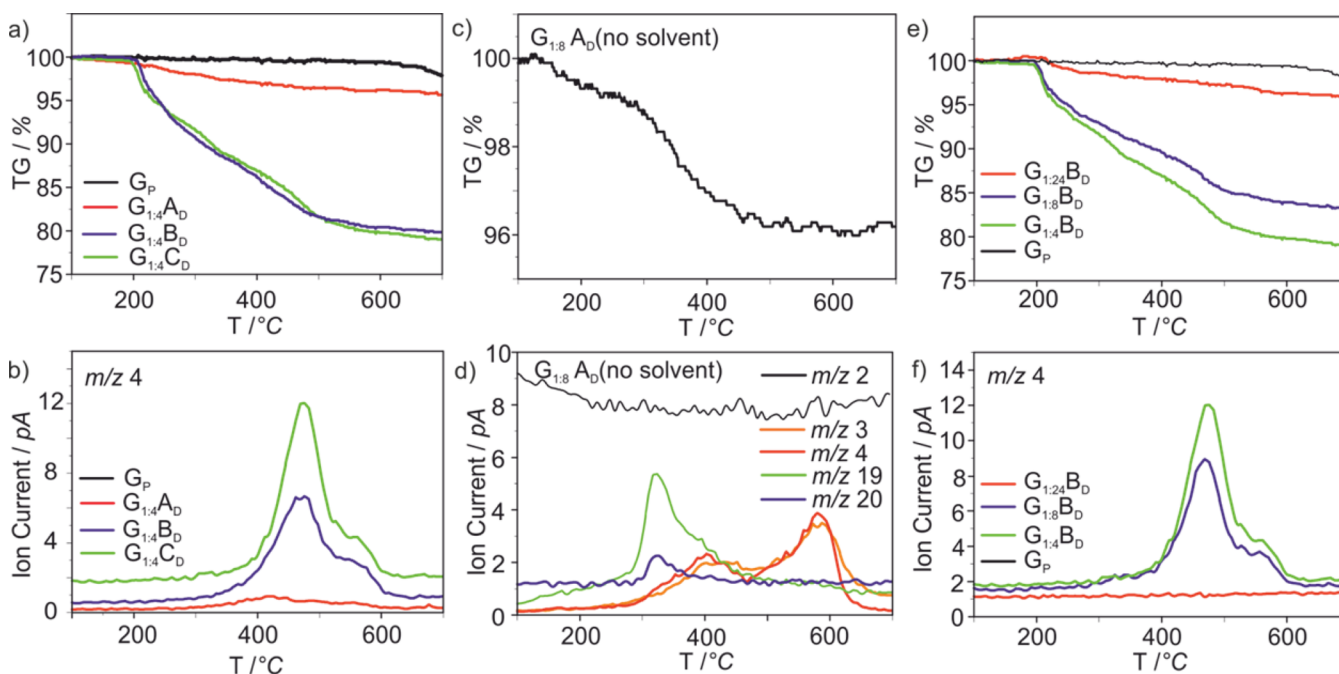 a)
TG / %
100
95
90
85
80
75
G_P
G_1:4A_D
G_1:4B_D
G_1:4C_D
200 400 600
T /°C
b)
m/z 4
Ion Current / pA
12
8
4
0
G_P
G_1:4A_D
G_1:4B_D
G_1:4C_D
200 400 600
T /°C
c)
G_1:8 A_D(no solvent)
TG / %
100
98
96
200 400 600
T /°C
d)
G_1:8 A_D(no solvent)
Ion Current / pA
10
8
6
4
2
0
m/z 2
m/z 3
m/z 4
m/z 19
m/z 20
200 400 600
T /°C
e)
TG / %
100
95
90
85
80
75
G_1:24B_D
G_1:8B_D
G_1:4B_D
G_P
200 400 600
T /°C
f)
m/z 4
Ion Current / pA
14
12
10
8
6
4
2
0
G_1:24B_D
G_1:8B_D
G_1:4B_D
G_P
200 400 600
T /°C